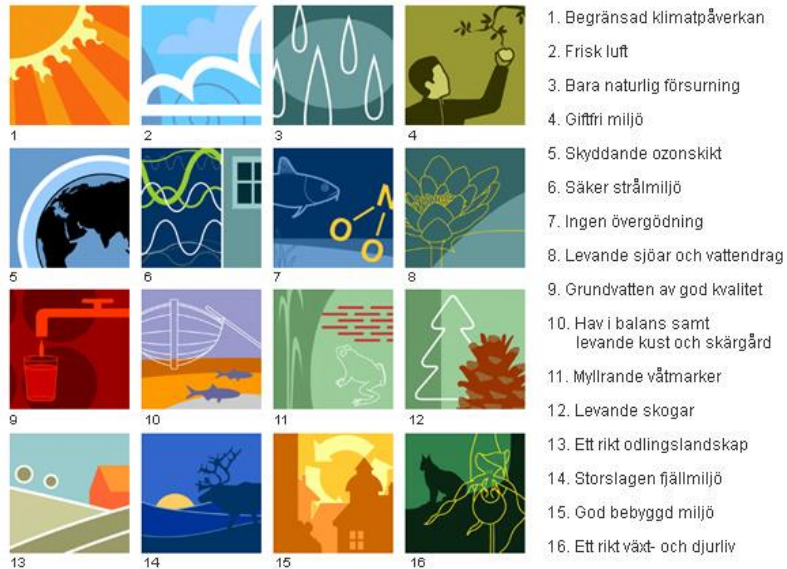 1
2
3
4
5
6
7
N
O
O
8
9
10
11
12
13
14
15
16
1. Begränsad klimatpåverkan
2. Frisk luft
3. Bara naturlig försurning
4. Giftfri miljö
5. Skyddande ozonskikt
6. Säker strålmiljö
7. Ingen övergödning
8. Levande sjöar och vattendrag
9. Grundvatten av god kvalitet
10. Hav i balans samt
levande kust och skärgård
11. Myllrande våtmarker
12. Levande skogar
13. Ett rikt odlingslandskap
14. Storslagen fjällmiljö
15. God bebyggd miljö
16. Ett rikt växt- och djurliv